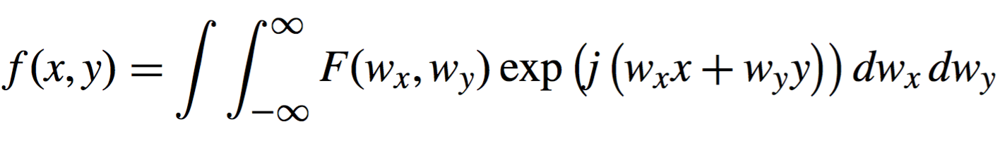 f(x, y) = ∫ ∫_{-∞}^{∞} F(w_x, w_y) exp (j (w_x x + w_y y)) dw_x dw_y